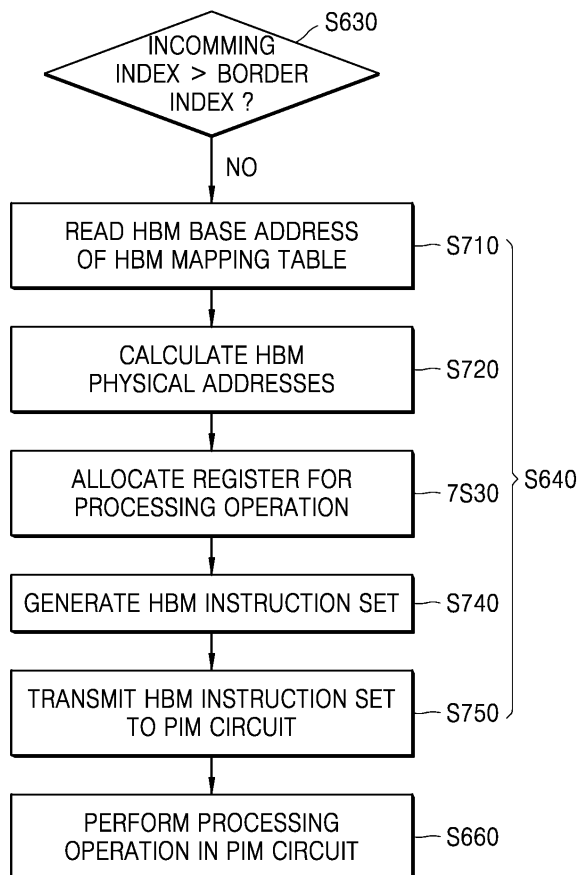 S630
INCOMMING
INDEX > BORDER
INDEX ?
NO
READ HBM BASE ADDRESS
OF HBM MAPPING TABLE
S710
CALCULATE HBM
PHYSICAL ADDRESSES
S720
ALLOCATE REGISTER FOR
PROCESSING OPERATION
7S30
S640
GENERATE HBM INSTRUCTION SET
S740
TRANSMIT HBM INSTRUCTION SET
TO PIM CIRCUIT
S750
PERFORM PROCESSING
OPERATION IN PIM CIRCUIT
S660